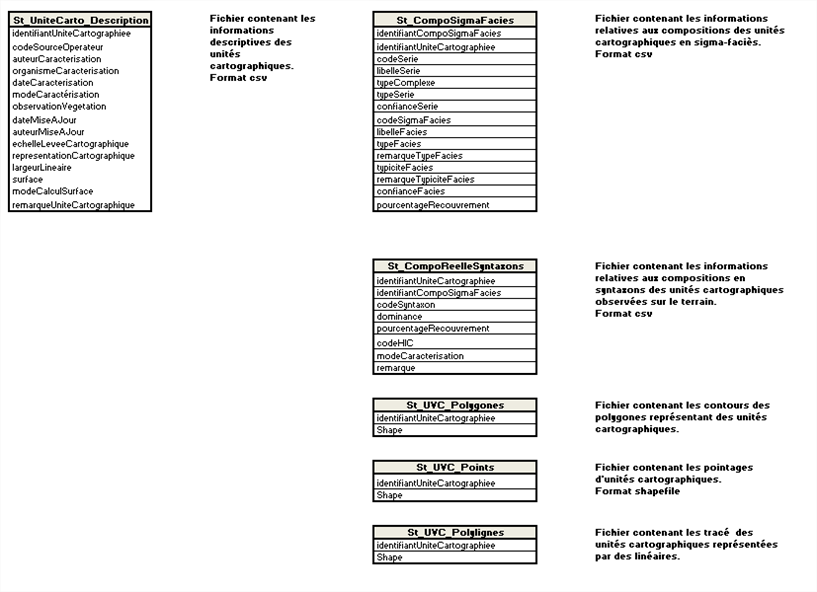 St_UniteCarto_Description
identifiantUniteCartographiee
codeSourceOperateur
auteurCaracterisation
organismeCaracterisation
dateCaracterisation
modeCaractérisation
observationVegetation
dateMiseAJour
auteurMiseAJour
echelleLeveeCartographique
representationCartographique
largeurLineaire
surface
modeCalculSurface
remarqueUniteCartographique
Fichier contenant les
informations
descriptives des
unités
cartographiques.
Format csv
St_CompoSigmaFacies
identifiantCompoSigmaFacies
identifiantUniteCartographiee
codeSerie
libelleSerie
typeComplexe
typeSerie
confianceSerie
codeSigmaFacies
libelleFacies
typeFacies
remarqueTypeFacies
typiciteFacies
remarqueTypiciteFacies
confianceFacies
pourcentageRecouvrement
Fichier contenant les informations
relatives aux compositions des unités
cartographiques en sigma-faciès.
Format csv
St_CompoReelleSyntaxons
identifiantUniteCartographiee
identifiantCompoSigmaFacies
codeSyntaxon
dominance
pourcentageRecouvrement
codeHIC
modeCaracterisation
remarque
Fichier contenant les informations
relatives aux compositions en
syntaxons des unités cartographiques
observées sur le terrain.
Format csv
St_UVC_Polygones
identifiantUniteCartographiee
Shape
Fichier contenant les contours des
polygones représentant des unités
cartographiques.
St_UVC_Points
identifiantUniteCartographiee
Shape
Fichier contenant les pointages
d'unités cartographiques.
Format shapefile
St_UVC_Polylignes
identifiantUniteCartographiee
Shape
Fichier contenant les tracé des
unités cartographiques représentées
par des linéaires.